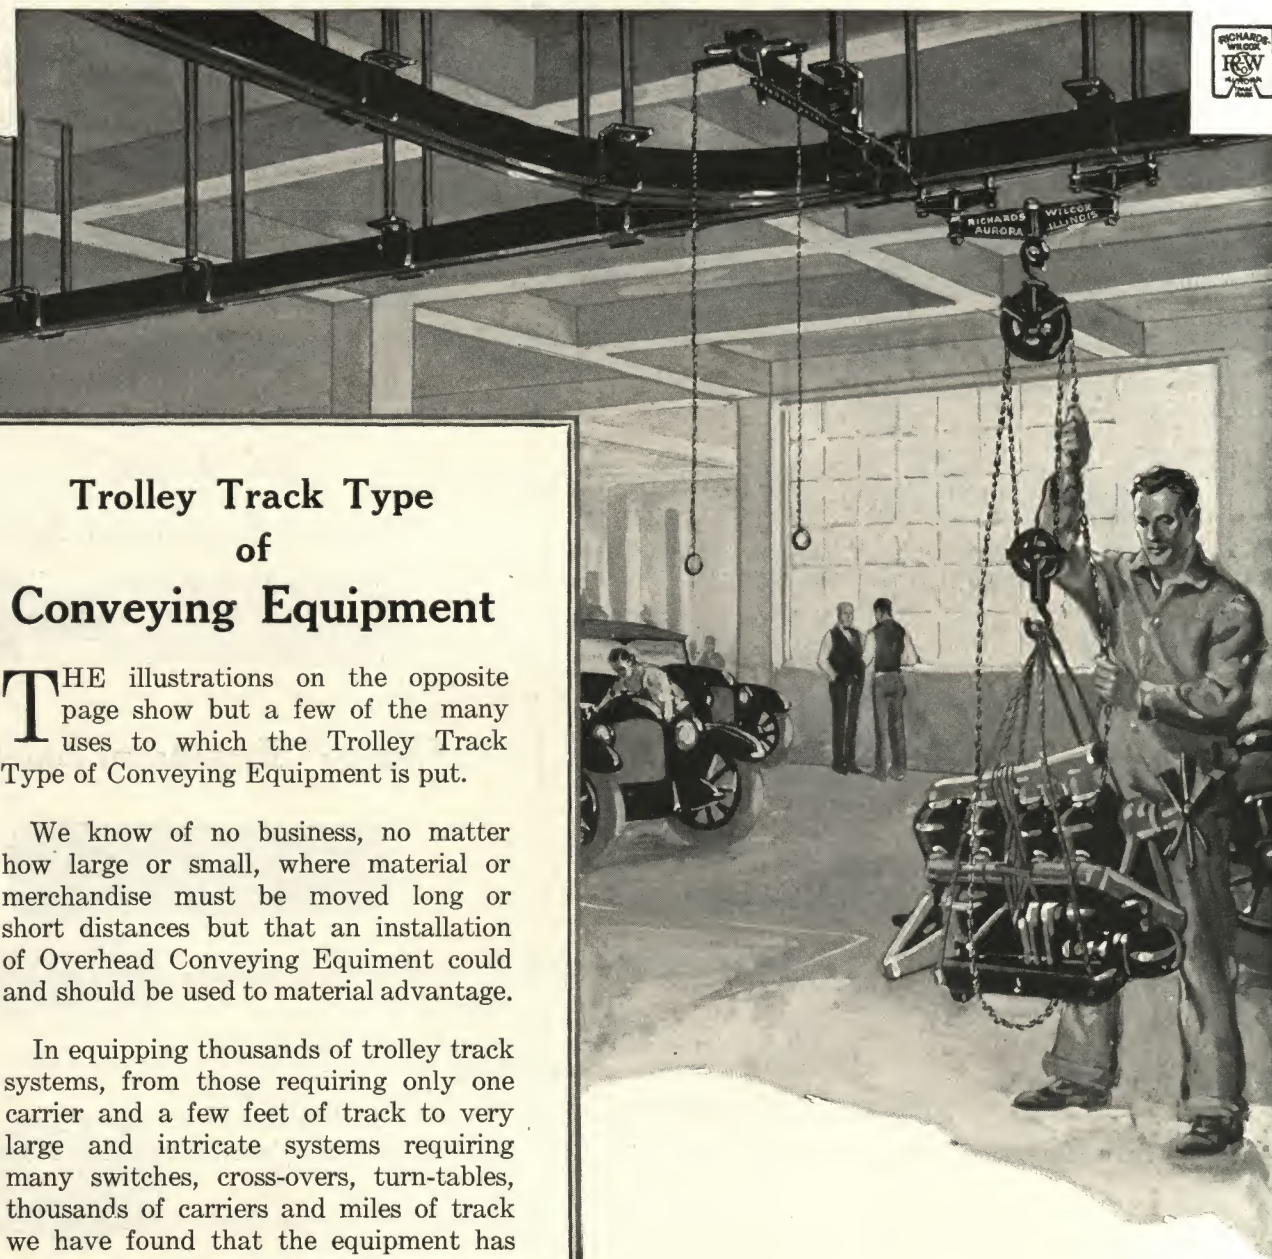 RICHARDS-
WILCOX
R&W
AURORA
TRADE
MARK
RICHARDS WILCOX
AURORA ILLINOIS
Trolley Track Type
of
Conveying Equipment
THE illustrations on the opposite
page show but a few of the many
uses to which the Trolley Track
Type of Conveying Equipment is put.
We know of no business, no matter
how large or small, where material or
merchandise must be moved long or
short distances but that an installation
of Overhead Conveying Equiment could
and should be used to material advantage.
In equipping thousands of trolley track
systems, from those requiring only one
carrier and a few feet of track to very
large and intricate systems requiring
many switches, cross-overs, turn-tables,
thousands of carriers and miles of track
we have found that the equipment has